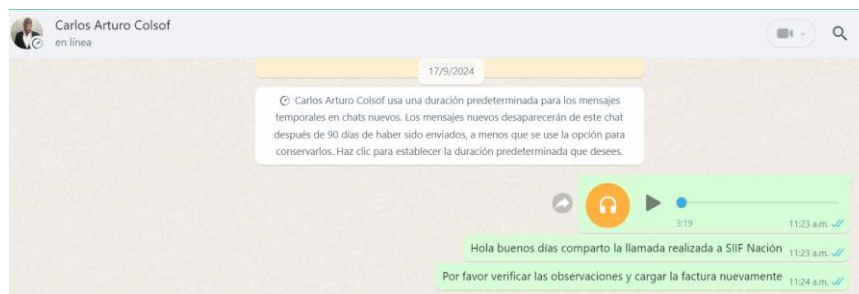 Carlos Arturo Colsof
en línea
17/9/2024
Carlos Arturo Colsof usa una duración predeterminada para los mensajes
temporales en chats nuevos. Los mensajes nuevos desaparecerán de este chat
después de 90 días de haber sido enviados, a menos que se use la opción para
conservarlos. Haz clic para establecer la duración predeterminada que desees.
3:19 11:23 a.m.
Hola buenos días comparto la llamada realizada a SIIF Nación 11:23 a.m.
Por favor verificar las observaciones y cargar la factura nuevamente 11:24 a.m.